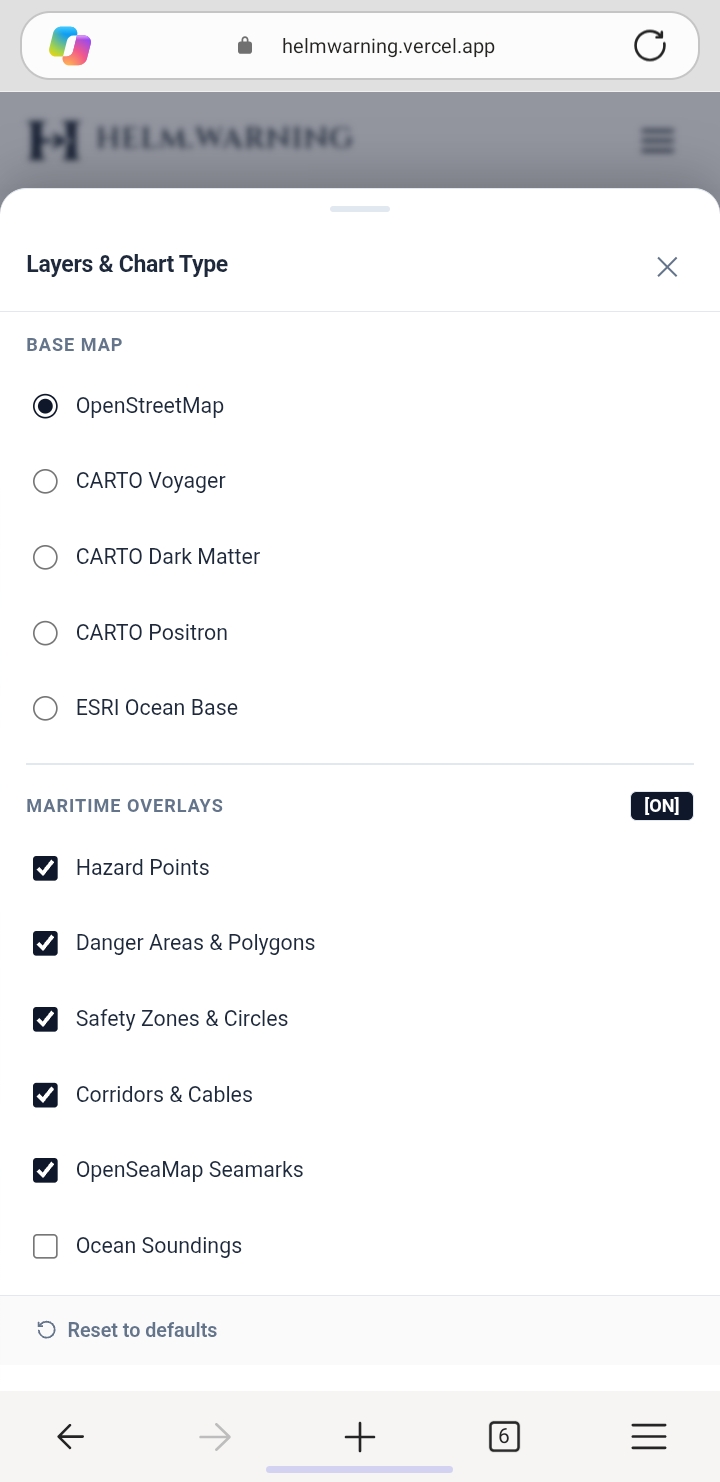 helmwarning.vercel.app
HELM.WARNING
Layers & Chart Type
BASE MAP
OpenStreetMap
CARTO Voyager
CARTO Dark Matter
CARTO Positron
ESRI Ocean Base
MARITIME OVERLAYS
[ON]
Hazard Points
Danger Areas & Polygons
Safety Zones & Circles
Corridors & Cables
OpenSeaMap Seamarks
Ocean Soundings
Reset to defaults
6